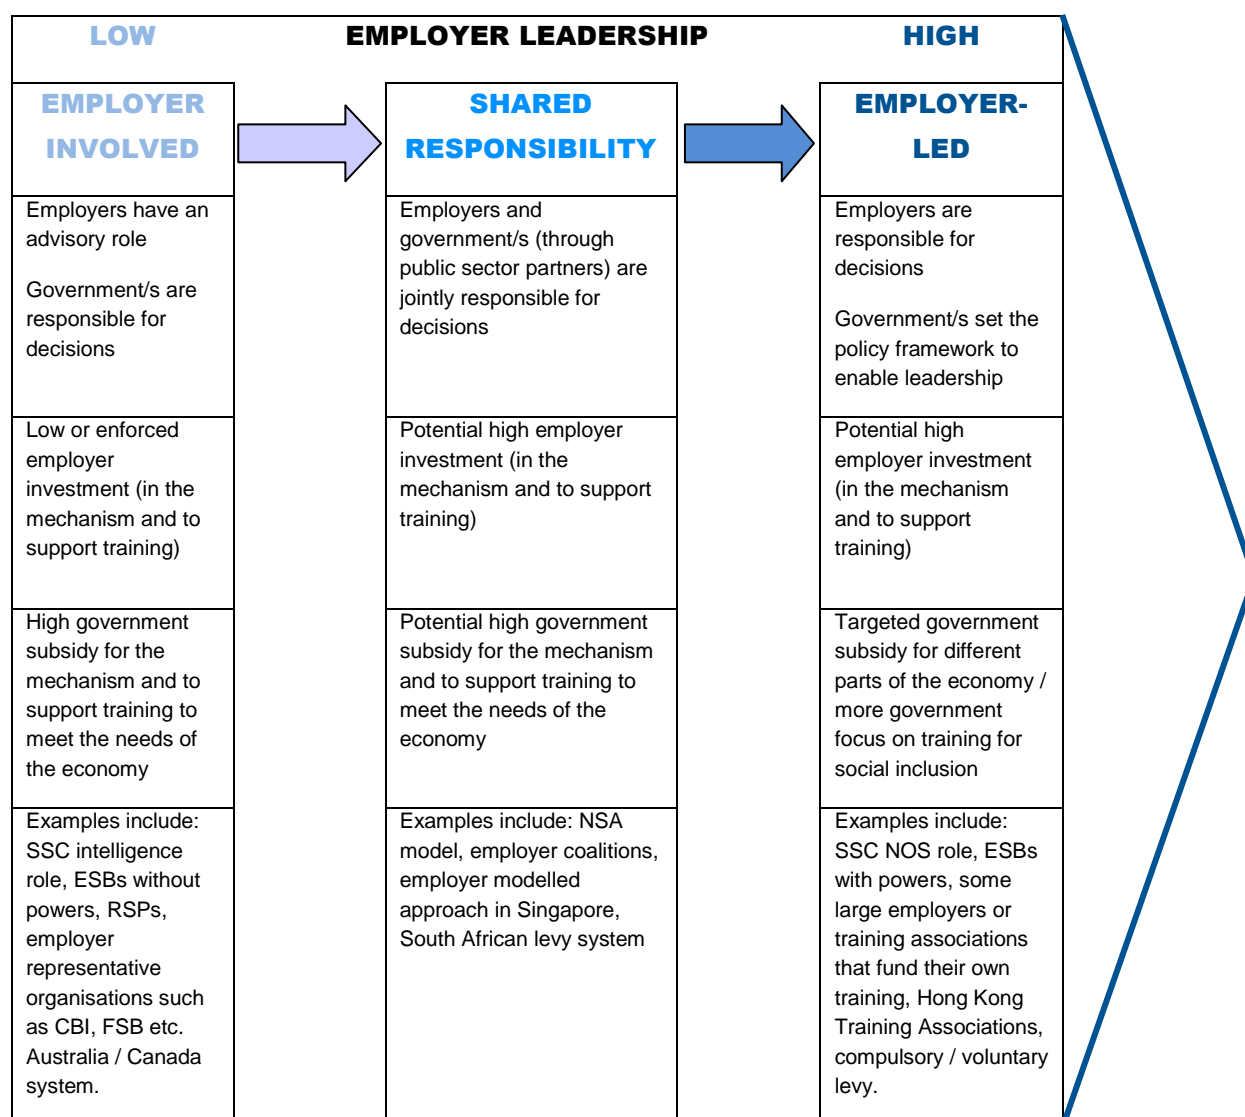 LOW EMPLOYER LEADERSHIP HIGH
EMPLOYER
INVOLVED
SHARED
RESPONSIBILITY
EMPLOYER-
LED
Employers have an
advisory role
Government/s are
responsible for
decisions
Employers and
government/s (through
public sector partners) are
jointly responsible for
decisions
Employers are
responsible for
decisions
Government/s set the
policy framework to
enable leadership
Low or enforced
employer
investment (in the
mechanism and to
support training)
Potential high employer
investment (in the
mechanism and to support
training)
Potential high
employer investment
(in the mechanism
and to support
training)
High government
subsidy for the
mechanism and to
support training to
meet the needs of
the economy
Potential high government
subsidy for the mechanism
and to support training to
meet the needs of the
economy
Targeted government
subsidy for different
parts of the economy /
more government
focus on training for
social inclusion
Examples include:
SSC intelligence
role, ESBs without
powers, RSPs,
employer
representative
organisations such
as CBI, FSB etc.
Australia / Canada
system.
Examples include: NSA
model, employer coalitions,
employer modelled
approach in Singapore,
South African levy system
Examples include:
SSC NOS role, ESBs
with powers, some
large employers or
training associations
that fund their own
training, Hong Kong
Training Associations,
compulsory / voluntary
levy.